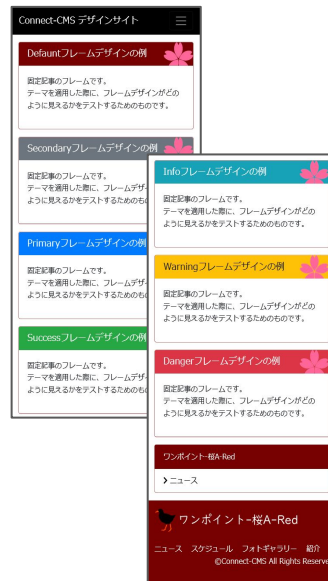 Connect-CMS デザインサイト
Defauntフレームデザインの例
固定記事のフレームです。
テーマを適用した際に、フレームデザインがどの
ように見えるかをテストするためのものです。
Secondaryフレームデザインの例
固定記事のフレームです。
テーマを適用した際に、フレームデザ
ように見えるかをテストするためのも
Primaryフレームデザインの例
固定記事のフレームです。
テーマを適用した際に、フレームデザ
ように見えるかをテストするためのも
Successフレームデザインの例
固定記事のフレームです。
テーマを適用した際に、フレームデザ
ように見えるかをテストするためのも
Infoフレームデザインの例
固定記事のフレームです。
テーマを適用した際に、フレームデザインがどの
ように見えるかをテストするためのものです。
Warningフレームデザインの例
固定記事のフレームです。
テーマを適用した際に、フレームデザインがどの
ように見えるかをテストするためのものです。
Dangerフレームデザインの例
固定記事のフレームです。
テーマを適用した際に、フレームデザインがどの
ように見えるかをテストするためのものです。
ワンポイント-桜A-Red
ニュース
ワンポイント-桜A-Red
ニュース スケジュール フォトギャラリー 紹介
©Connect-CMS All Rights Reserve